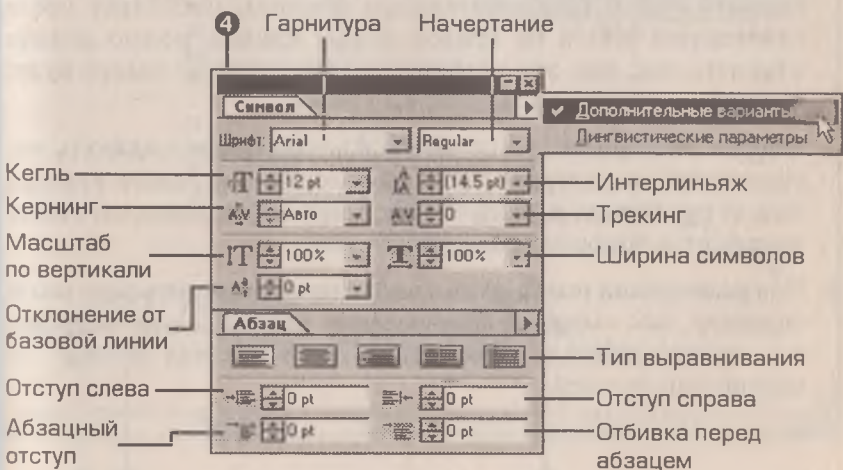 4 Гарнитура Начертание
Символ
Дополнительные варианты
Лингвистические параметры
Шрифт: Arial Regular
Кегль 12 pt (14.5 pt) Интерлиньяж
Кернинг Авто 0 Трекинг
Масштаб
по вертикали 100% 100% Ширина символов
Отклонение от
базовой линии 0 pt
Абзац
Тип выравнивания
Отступ слева 0 pt 0 pt Отступ справа
Абзацный
отступ 0 pt 0 pt Отбивка перед
абзацем